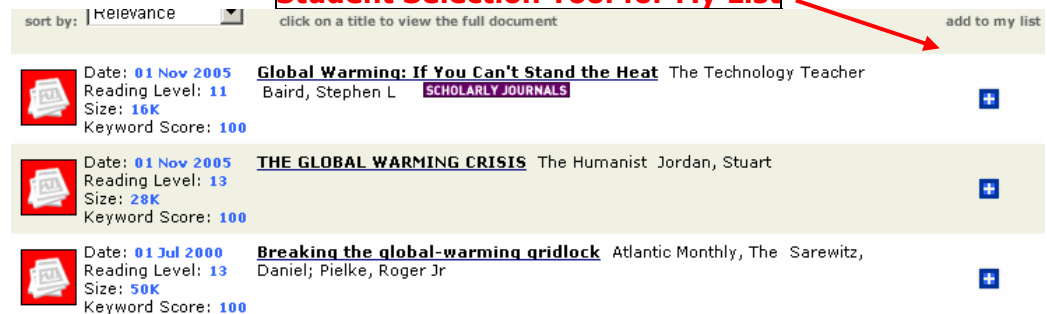 Student Selection Tool for My List
sort by: Relevance click on a title to view the full document add to my list
Date: 01 Nov 2005 Global Warming: If You Can't Stand the Heat The Technology Teacher
Reading Level: 11 Baird, Stephen L SCHOLARLY JOURNALS
Size: 16K
Keyword Score: 100
Date: 01 Nov 2005 THE GLOBAL WARMING CRISIS The Humanist Jordan, Stuart
Reading Level: 13
Size: 28K
Keyword Score: 100
Date: 01 Jul 2000 Breaking the global-warming gridlock Atlantic Monthly, The Sarewitz,
Reading Level: 13 Daniel; Pielke, Roger Jr
Size: 50K
Keyword Score: 100